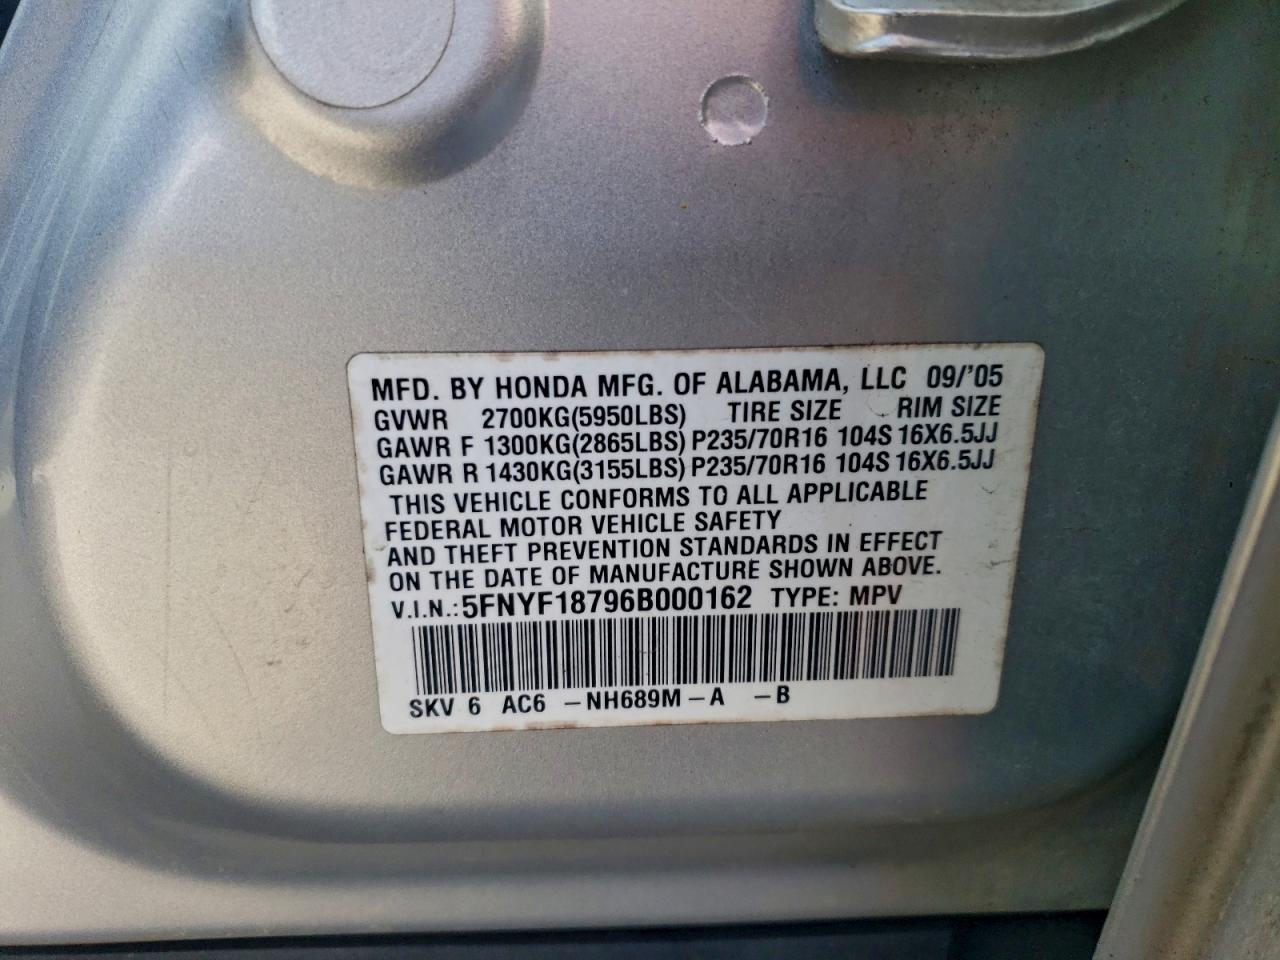 MFD. BY HONDA MFG. OF ALABAMA, LLC 09/'05
GVWR 2700KG(5950LBS) TIRE SIZE RIM SIZE
GAWR F 1300KG(2865LBS) P235/70R16 104S 16X6.5JJ
GAWR R 1430KG(3155LBS) P235/70R16 104S 16X6.5JJ
THIS VEHICLE CONFORMS TO ALL APPLICABLE
FEDERAL MOTOR VEHICLE SAFETY
AND THEFT PREVENTION STANDARDS IN EFFECT
ON THE DATE OF MANUFACTURE SHOWN ABOVE.
V.I.N.: 5FNYF18796B000162 TYPE: MPV
SKV 6 AC6 -NH689M-A -B